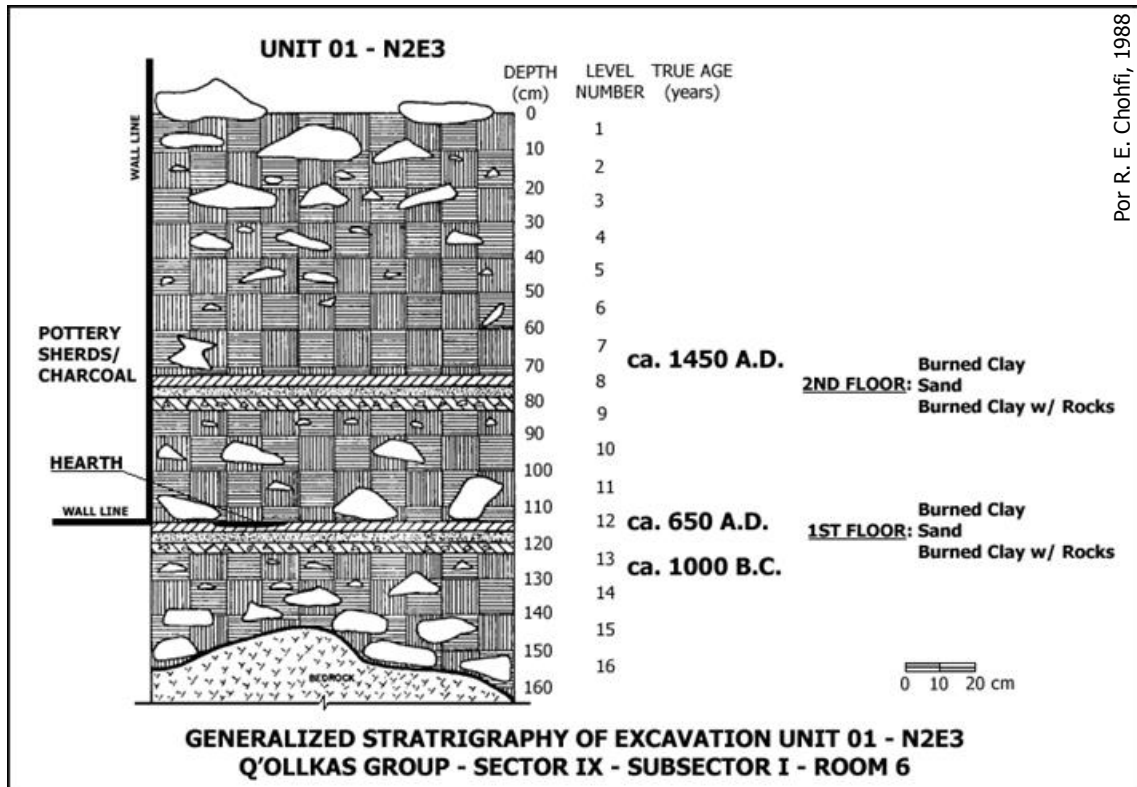 UNIT 01 - N2E3
DEPTH
(cm)
LEVEL
NUMBER
TRUE AGE
(years)
Por R. E. Chohfi, 1988
WALL LINE
0
10
20
30
40
50
60
70
80
90
100
110
120
130
140
150
160
1
2
3
4
5
6
7
8
9
10
11
12
13
14
15
16
POTTERY
SHERDS/
CHARCOAL
HEARTH
WALL LINE
ca. 1450 A.D.
ca. 650 A.D.
ca. 1000 B.C.
Burned Clay
2ND FLOOR: Sand
Burned Clay w/ Rocks
Burned Clay
1ST FLOOR: Sand
Burned Clay w/ Rocks
BEDROCK
0 10 20 cm
GENERALIZED STRATRIGRAPHY OF EXCAVATION UNIT 01 - N2E3
Q'OLLKAS GROUP - SECTOR IX - SUBSECTOR I - ROOM 6